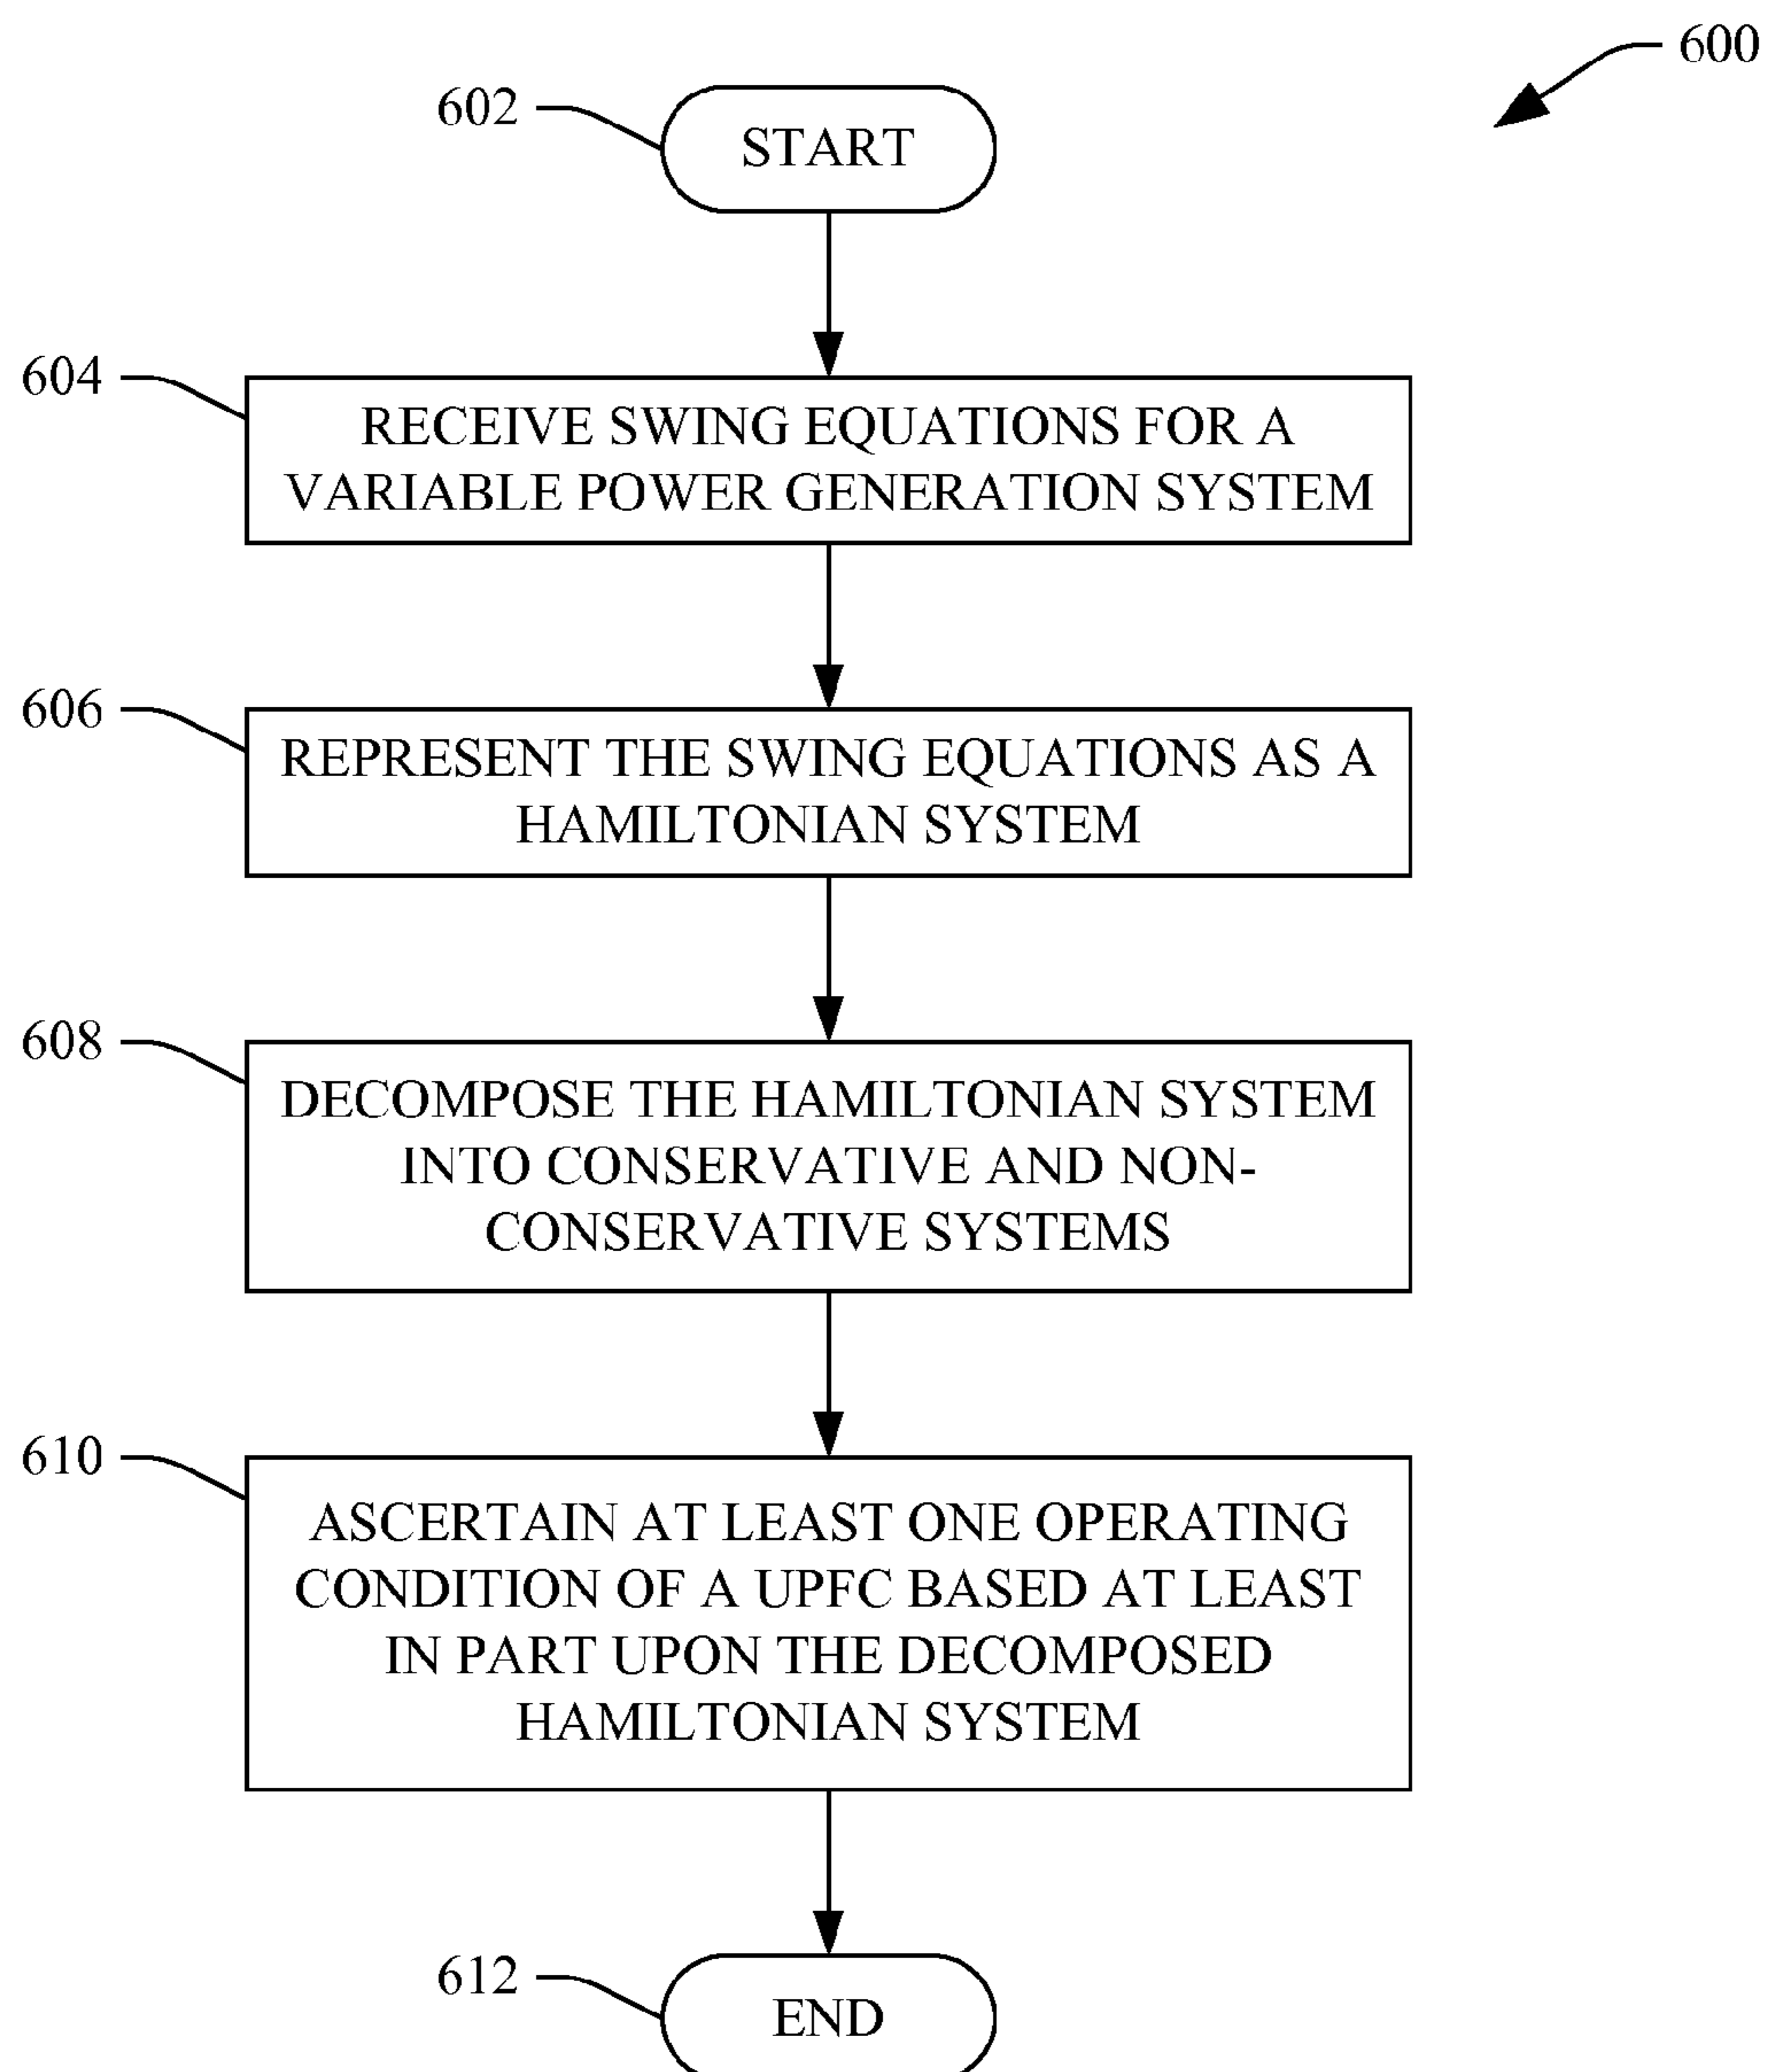 600
602
START
604
RECEIVE SWING EQUATIONS FOR A
VARIABLE POWER GENERATION SYSTEM
606
REPRESENT THE SWING EQUATIONS AS A
HAMILTONIAN SYSTEM
608
DECOMPOSE THE HAMILTONIAN SYSTEM
INTO CONSERVATIVE AND NON-
CONSERVATIVE SYSTEMS
610
ASCERTAIN AT LEAST ONE OPERATING
CONDITION OF A UPFC BASED AT LEAST
IN PART UPON THE DECOMPOSED
HAMILTONIAN SYSTEM
612
END